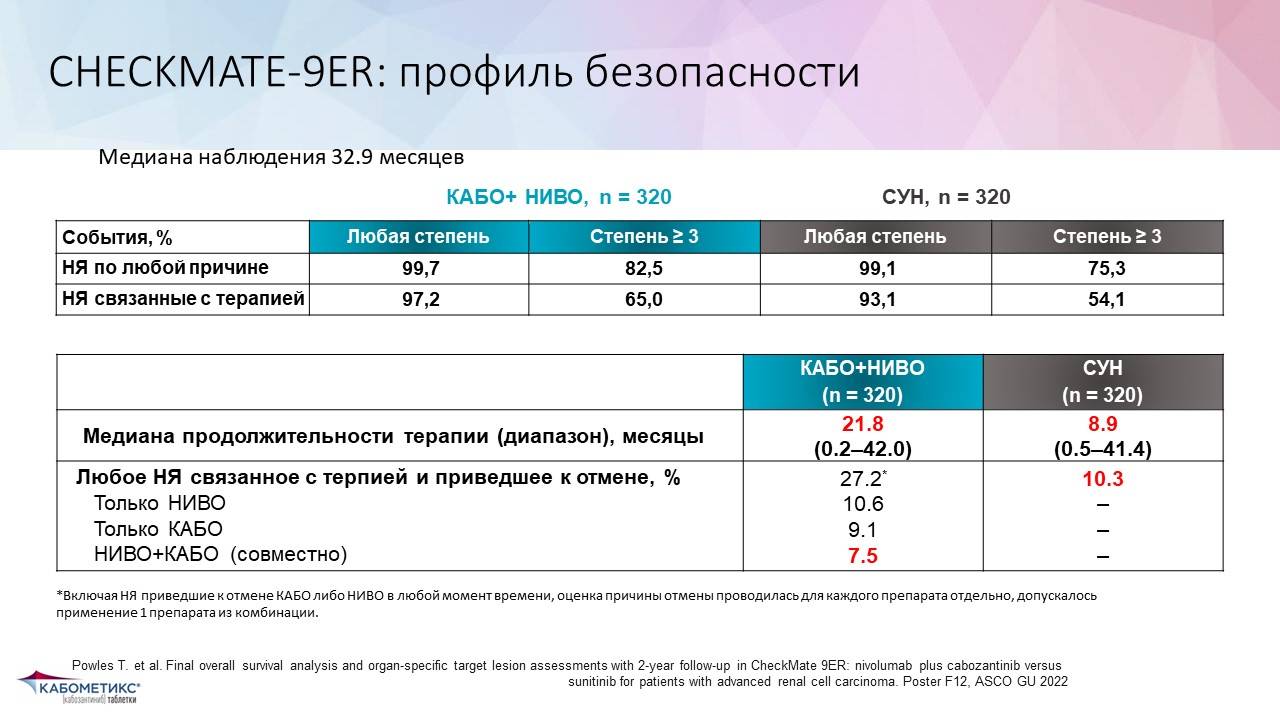 CHECKMATE-9ER: профиль безопасности
Медиана наблюдения 32.9 месяцев
КАБО+ НИВО, n = 320 СУН, n = 320
События, % Любая степень Степень ≥ 3 Любая степень Степень ≥ 3
НЯ по любой причине 99,7 82,5 99,1 75,3
НЯ связанные с терапией 97,2 65,0 93,1 54,1
КАБО+НИВО СУН
(n = 320) (n = 320)
Медиана продолжительности терапии (диапазон), месяцы 21.8 8.9
(0.2–42.0) (0.5–41.4)
Любое НЯ связанное с терпией и приведшее к отмене, % 27.2* 10.3
Только НИВО 10.6 –
Только КАБО 9.1 –
НИВО+КАБО (совместно) 7.5 –
*Включая НЯ приведшие к отмене КАБО либо НИВО в любой момент времени, оценка причины отмены проводилась для каждого препарата отдельно, допускалось
применение 1 препарата из комбинации.
Powles T. et al. Final overall survival analysis and organ-specific target lesion assessments with 2-year follow-up in CheckMate 9ER: nivolumab plus cabozantinib versus
sunitinib for patients with advanced renal cell carcinoma. Poster F12, ASCO GU 2022
КАБОМЕТИКС®
(кабозантиниб) таблетки